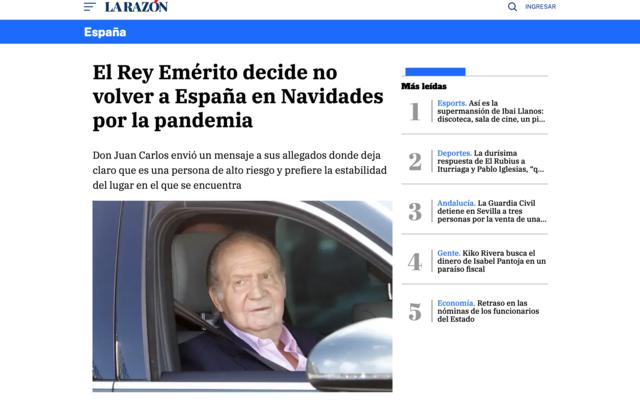 LA RAZÓN
INGRESAR
España
El Rey Emérito decide no
volver a España en Navidades
por la pandemia
Don Juan Carlos envió un mensaje a sus allegados donde deja
claro que es una persona de alto riesgo y prefiere la estabilidad
del lugar en el que se encuentra
Más leídas
1
Esports. Así es la
supermansión de Ibai Llanos:
discoteca, sala de cine, un pi...
2
Deportes. La durísima
respuesta de El Rubius a
Iturriaga y Pablo Iglesias, “q...
3
Andalucía. La Guardia Civil
detiene en Sevilla a tres
personas por la venta de una...
4
Gente. Kiko Rivera busca el
dinero de Isabel Pantoja en un
paraíso fiscal
5
Economía. Retraso en las
nóminas de los funcionarios
del Estado